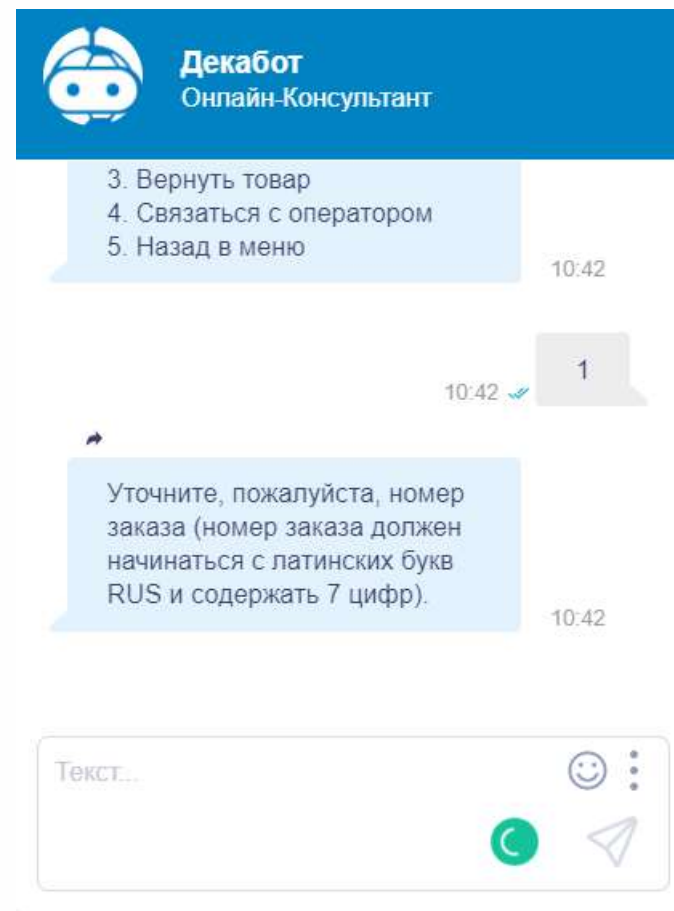 Декабот
Онлайн-Консультант
3. Вернуть товар
4. Связаться с оператором
5. Назад в меню
10:42
1
10:42
Уточните, пожалуйста, номер
заказа (номер заказа должен
начинаться с латинских букв
RUS и содержать 7 цифр).
10:42
Текст...